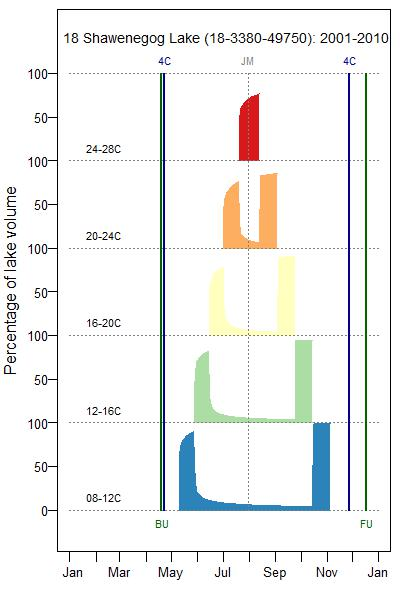 18 Shawenegog Lake (18-3380-49750): 2001-2010
4C JM 4C
100
50
24-28C
100
50
20-24C
100
50
16-20C
100
50
12-16C
100
50
08-12C
0
Percentage of lake volume
BU FU
Jan Mar May Jul Sep Nov Jan